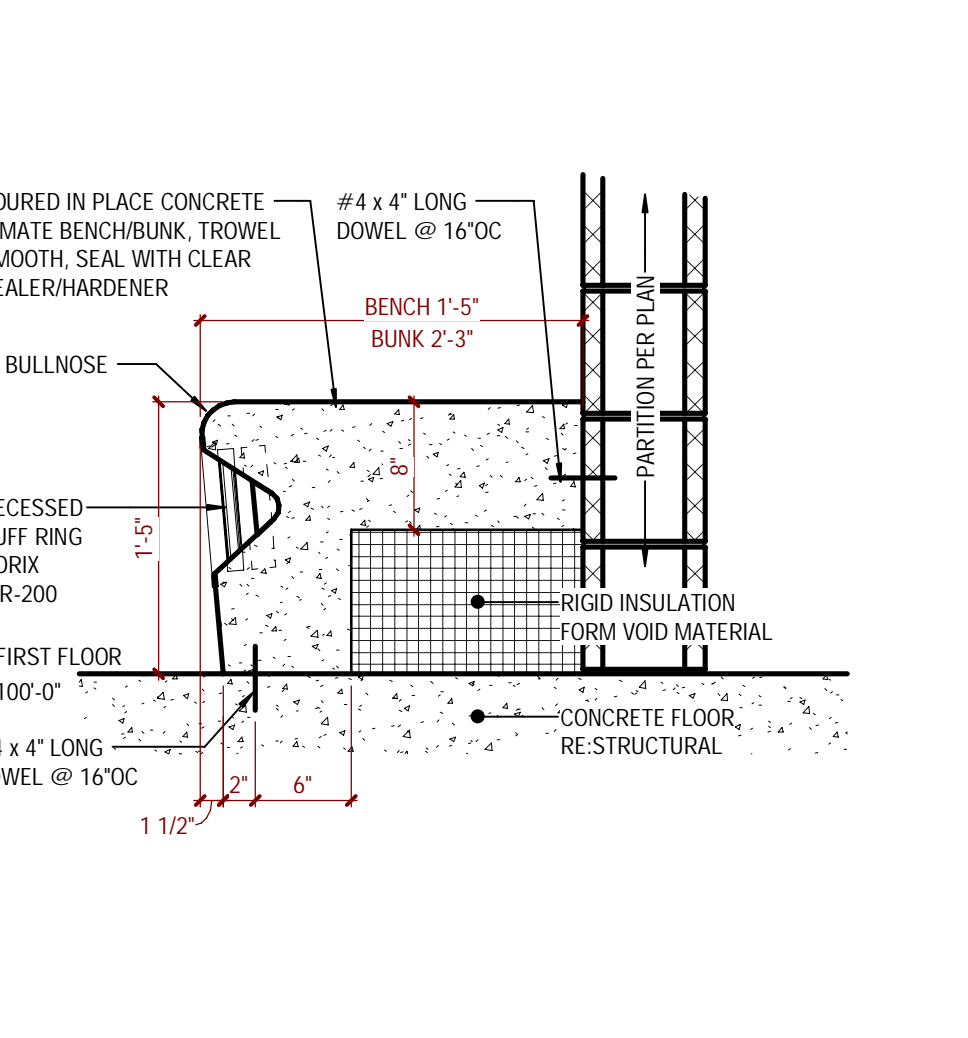 OURED IN PLACE CONCRETE
MATE BENCH/BUNK, TROWEL
MOOTH, SEAL WITH CLEAR
EALER/HARDENER
#4 x 4" LONG
DOWEL @ 16"OC
BENCH 1'-5"
BUNK 2'-3"
BULLNOSE
PARTITION PER PLAN
8"
1'-5"
ECESSED
UFF RING
ORIX
R-200
RIGID INSULATION
FORM VOID MATERIAL
FIRST FLOOR
100'-0"
CONCRETE FLOOR,
RE:STRUCTURAL
4 x 4" LONG
OWEL @ 16"OC
2"
6"
1 1/2"